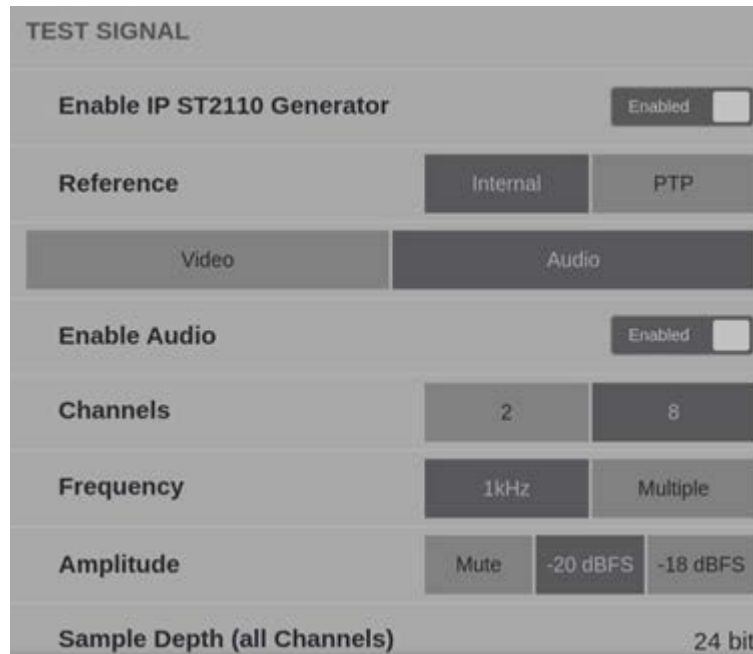 TEST SIGNAL
Enable IP ST2110 Generator Enabled
Reference Internal PTP
Video Audio
Enable Audio Enabled
Channels 2 8
Frequency 1kHz Multiple
Amplitude Mute -20 dBFS -18 dBFS
Sample Depth (all Channels) 24 bit